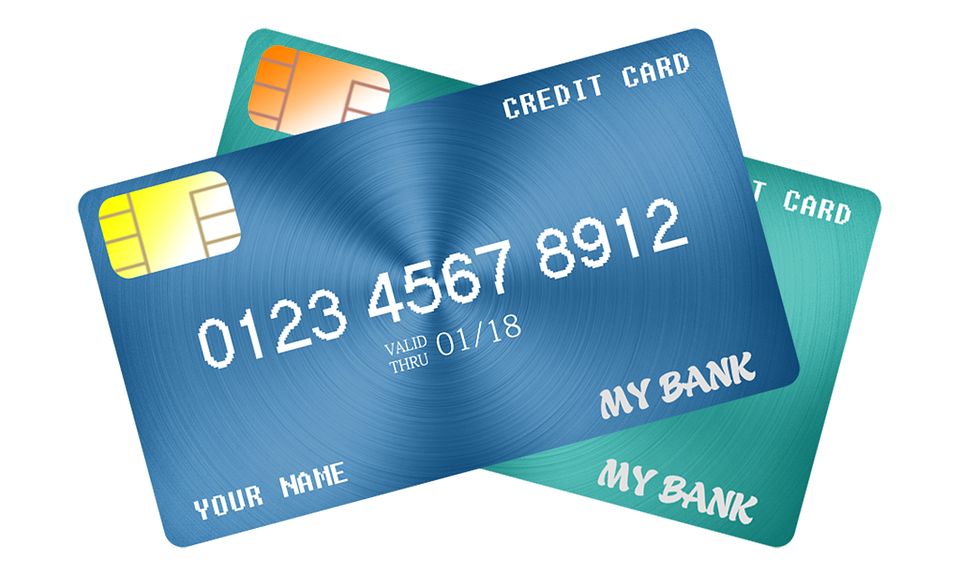 CREDIT CARD
0123 4567 8912
VALID
THRU
01/18
MY BANK
YOUR NAME
T CARD
MY BANK